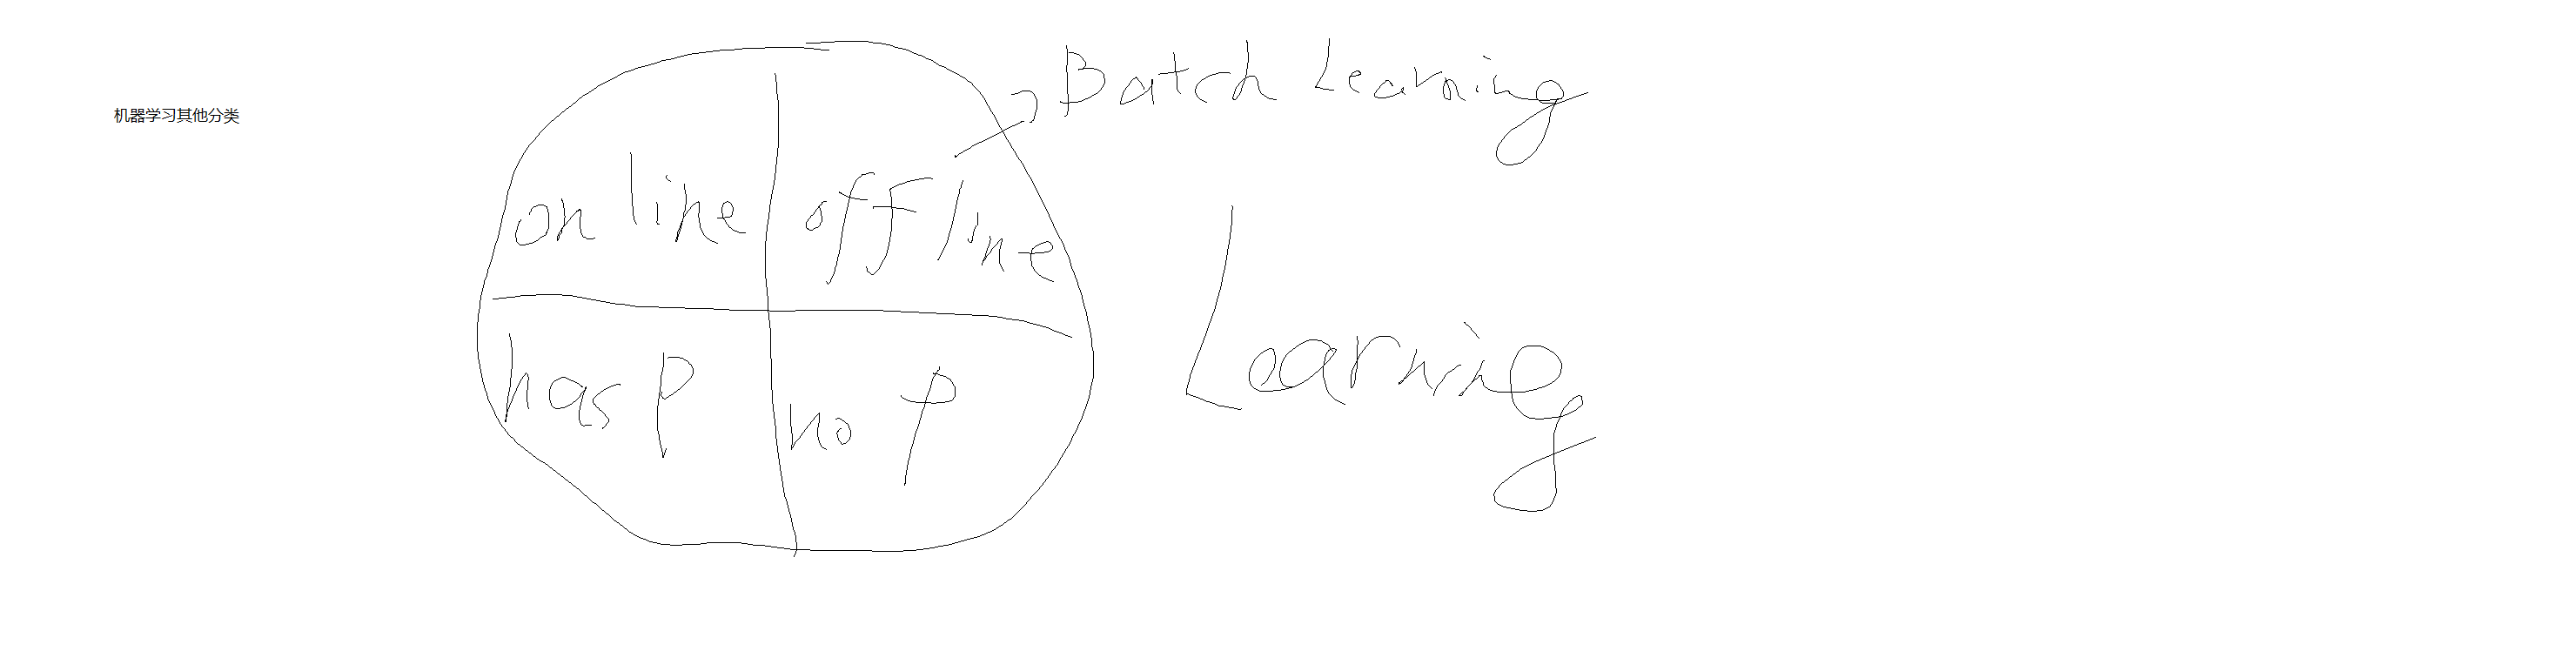 机器学习其他分类
Batch Learning
on line
off line
Learning
has P
no P